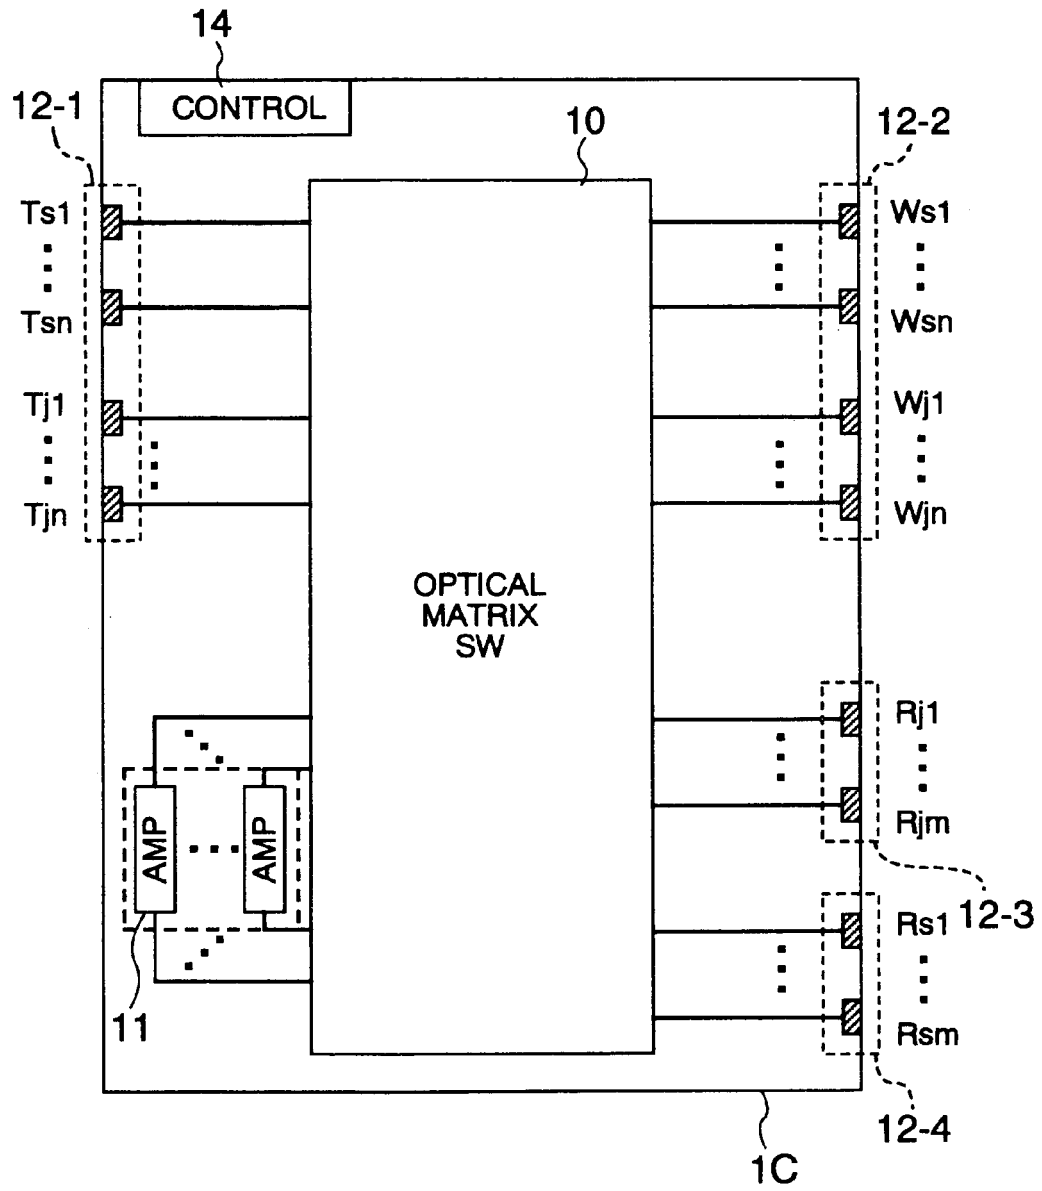 14
CONTROL
12-1
10
12-2
Ts1
Ws1
Tsn
Wsn
Tj1
Wj1
Tjn
Wjn
OPTICAL
MATRIX
SW
Rj1
Rjm
AMP
AMP
12-3
Rs1
11
Rsm
12-4
1C